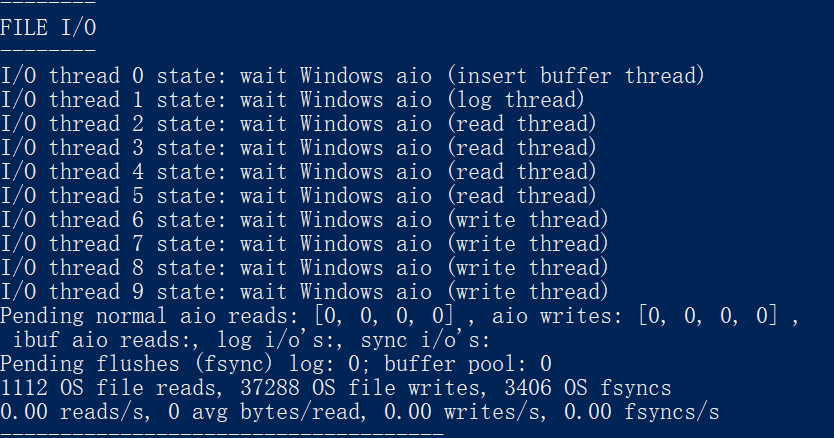 --------
FILE I/O
--------
I/O thread 0 state: wait Windows aio (insert buffer thread)
I/O thread 1 state: wait Windows aio (log thread)
I/O thread 2 state: wait Windows aio (read thread)
I/O thread 3 state: wait Windows aio (read thread)
I/O thread 4 state: wait Windows aio (read thread)
I/O thread 5 state: wait Windows aio (read thread)
I/O thread 6 state: wait Windows aio (write thread)
I/O thread 7 state: wait Windows aio (write thread)
I/O thread 8 state: wait Windows aio (write thread)
I/O thread 9 state: wait Windows aio (write thread)
Pending normal aio reads: [0, 0, 0, 0] , aio writes: [0, 0, 0, 0] ,
 ibuf aio reads:, log i/o's:, sync i/o's:
Pending flushes (fsync) log: 0; buffer pool: 0
1112 OS file reads, 37288 OS file writes, 3406 OS fsyncs
0.00 reads/s, 0 avg bytes/read, 0.00 writes/s, 0.00 fsyncs/s
-------------------------------------